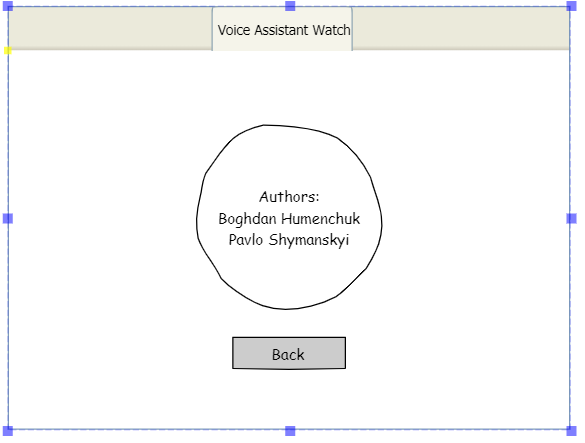 Voice Assistant Watch
Authors:
Boghdan Humenchuk
Pavlo Shymanskyi
Back